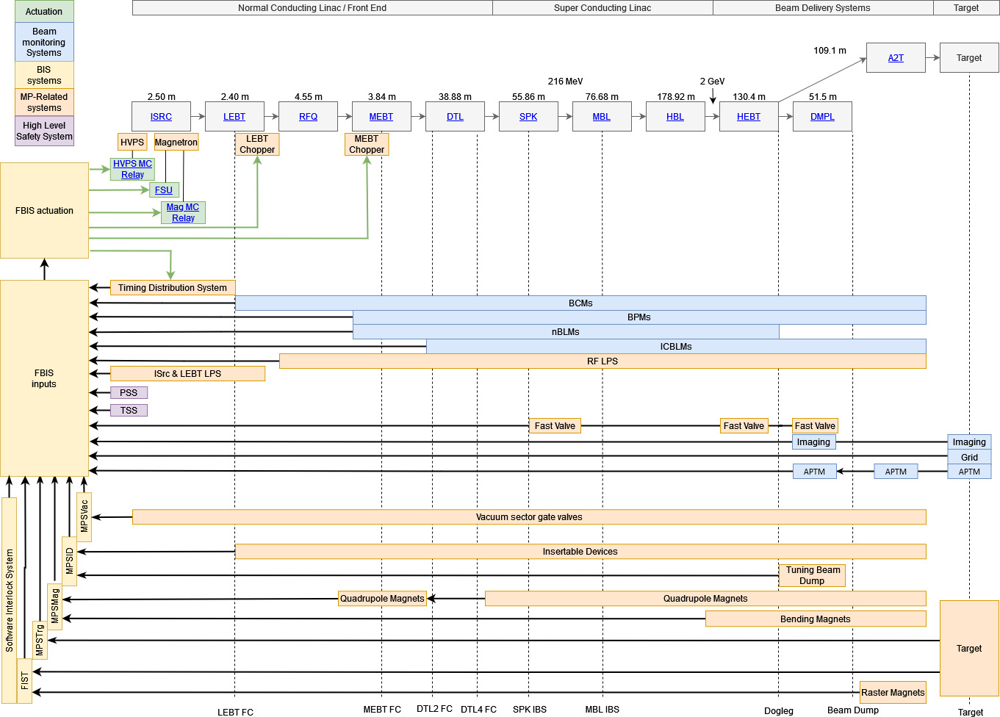 Actuation
Beam
monitoring
Systems
BIS
systems
MP-Related
systems
High Level
Safety System
Normal Conducting Linac / Front End
Super Conducting Linac
Beam Delivery Systems
Target
109.1 m
A2T
Target
216 MeV
2 GeV
2.50 m
2.40 m
4.55 m
3.84 m
38.88 m
55.86 m
76.68 m
178.92 m
130.4 m
51.5 m
ISRC
LEBT
RFQ
MEBT
DTL
SPK
MBL
HBL
HEBT
DMPL
HVPS
Magnetron
LEBT
Chopper
MEBT
Chopper
HVPS MC
Relay
FSU
Mag MC
Relay
FBIS actuation
Timing Distribution System
BCMs
BPMs
nBLMs
ICBLMs
RF LPS
ISrc & LEBT LPS
FBIS
inputs
PSS
TSS
Fast Valve
Fast Valve
Fast Valve
Imaging
Imaging
Grid
APTM
APTM
APTM
MPSVac
Vacuum sector gate valves
MPSID
Insertable Devices
Tuning Beam
Dump
MPSMag
Quadrupole Magnets
Quadrupole Magnets
Bending Magnets
MPSTrg
Target
Software Interlock System
FIST
Raster Magnets
LEBT FC
MEBT FC
DTL2 FC
DTL4 FC
SPK IBS
MBL IBS
Dogleg
Beam Dump
Target